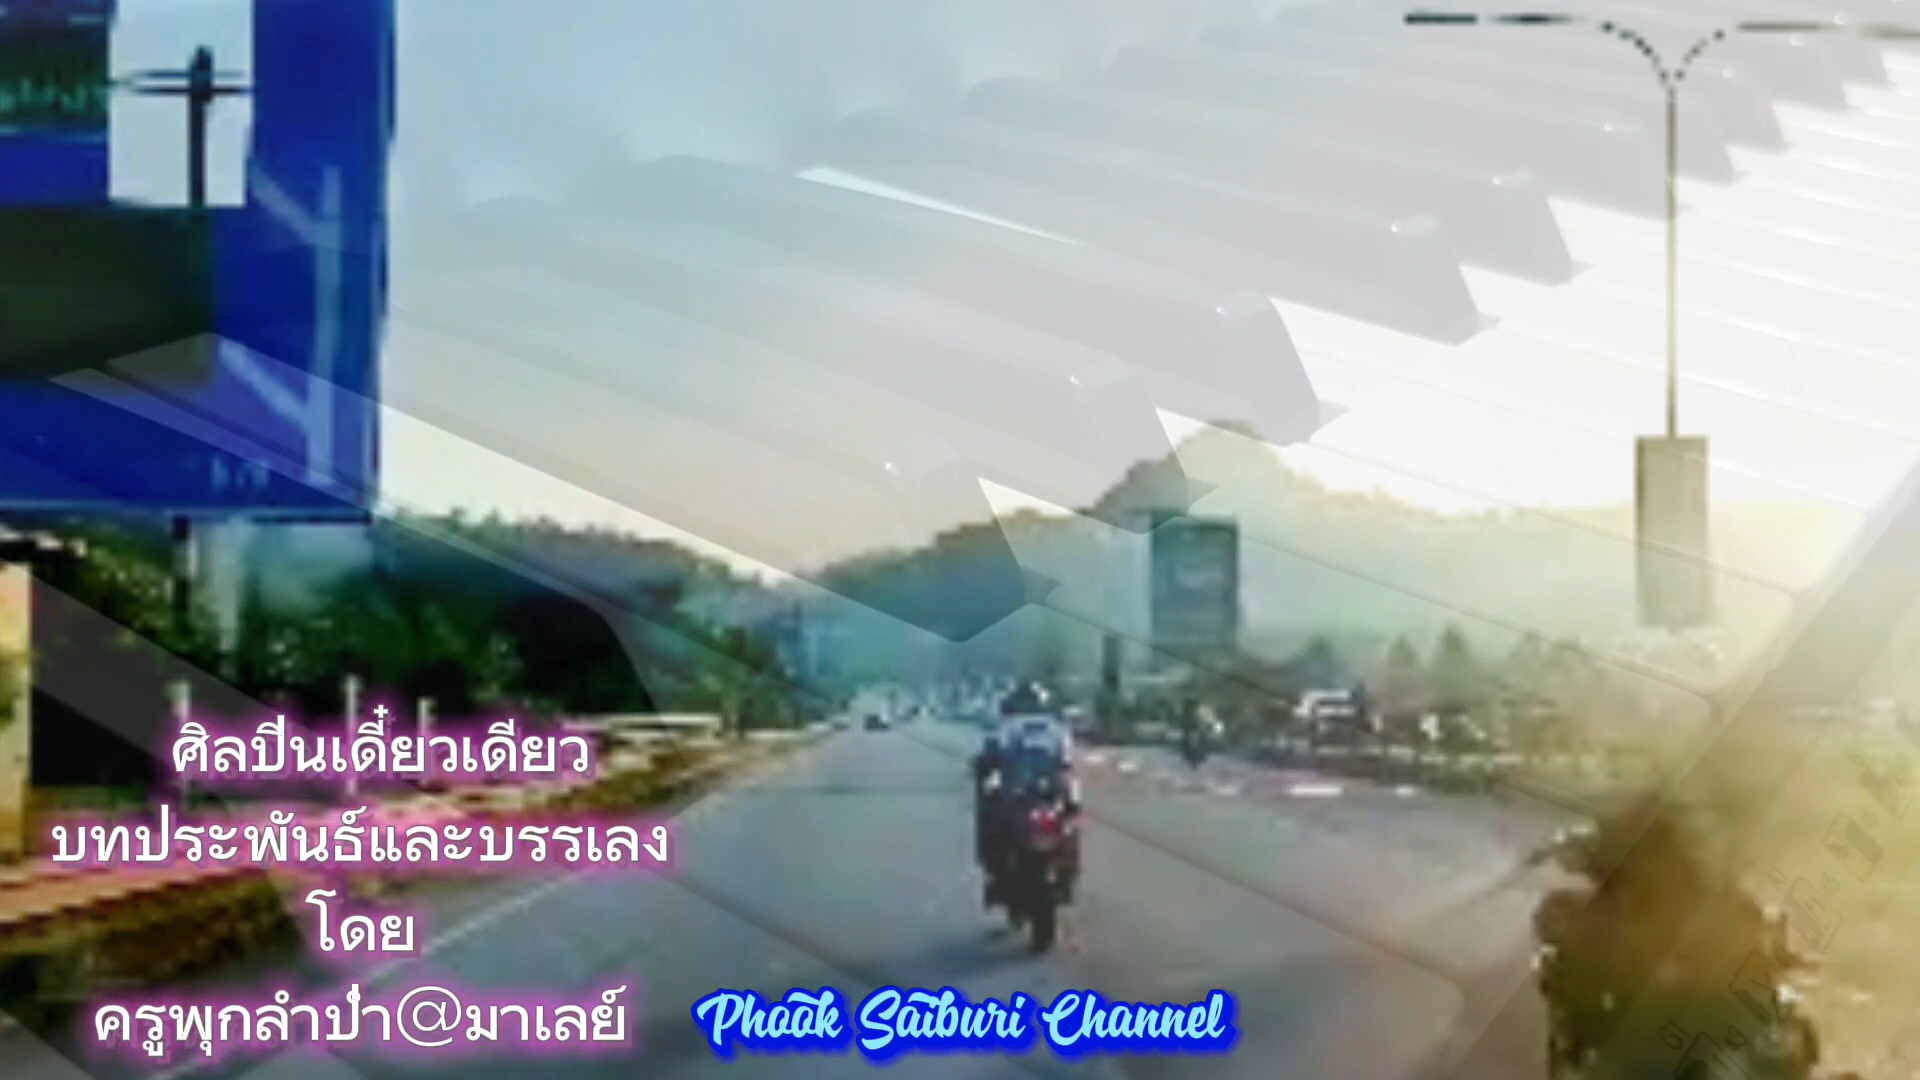 ศิลปีนเดี๋ยวเดียว
บทประพันธ์และบรรเลง
โดย
ครูพุกลำป่ำ@มาเลย์
Phook Saiburi Channel